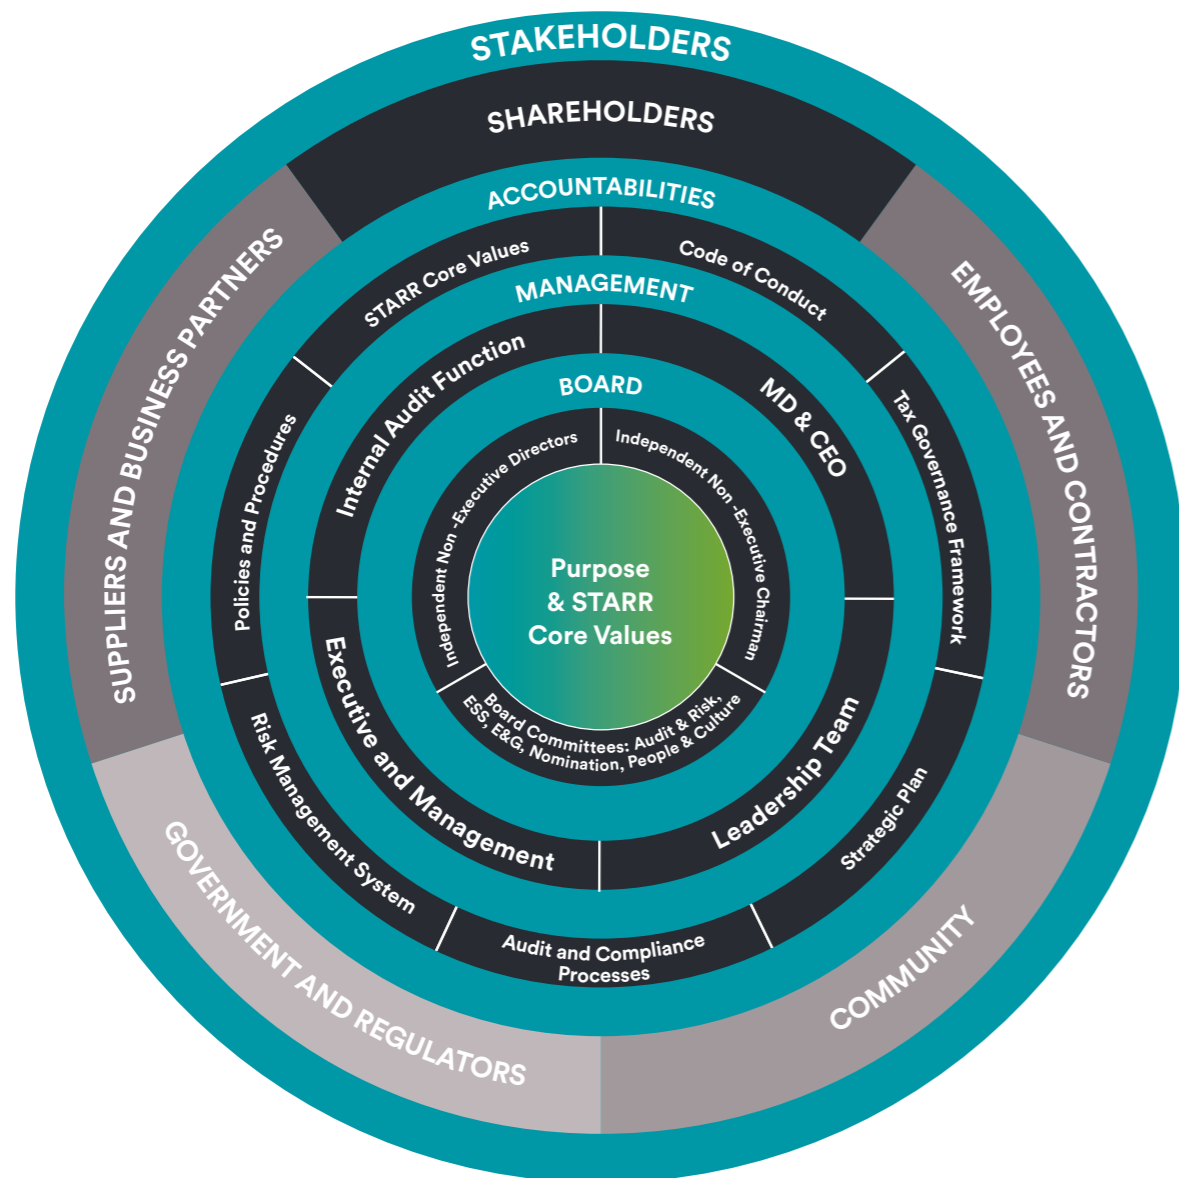 STAKEHOLDERS
SHAREHOLDERS
EMPLOYEES AND CONTRACTORS
COMMUNITY
GOVERNMENT AND REGULATORS
SUPPLIERS AND BUSINESS PARTNERS
ACCOUNTABILITIES
Code of Conduct
Tax Governance Framework
Strategic Plan
Audit and Compliance
Processes
Risk Management System
Policies and Procedures
STARR Core Values
MANAGEMENT
MD & CEO
Leadership Team
Executive and Management
Internal Audit Function
BOARD
Independent Non -Executive Chairman
Board Committees: Audit & Risk,
ESS, E&G, Nomination, People & Culture
Independent Non -Executive Directors
Purpose
& STARR
Core Values